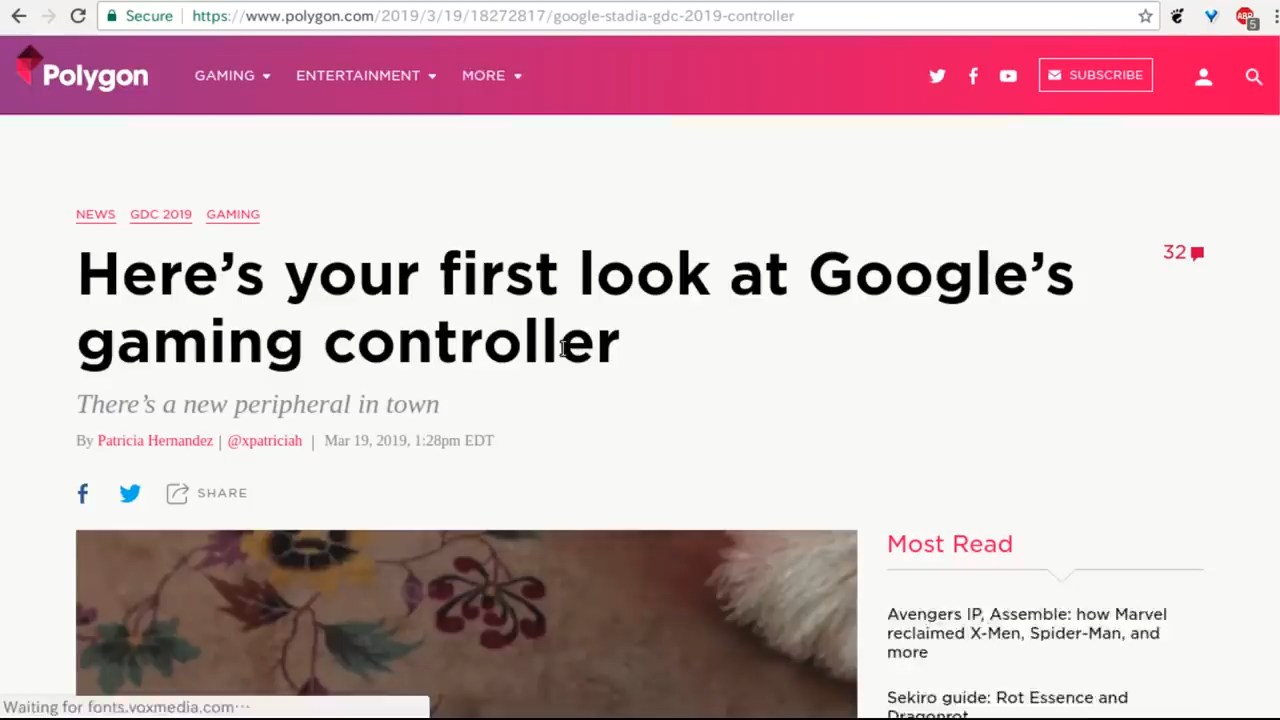 Secure https://www.polygon.com/2019/3/19/18272817/google-stadia-gdc-2019-controller
ABP
5
Polygon GAMING ENTERTAINMENT MORE SUBSCRIBE
NEWS GDC 2019 GAMING
Here’s your first look at Google’s
gaming controller
32
There’s a new peripheral in town
By Patricia Hernandez | @xpatriciah | Mar 19, 2019, 1:28pm EDT
SHARE
Most Read
Avengers IP, Assemble: how Marvel
reclaimed X-Men, Spider-Man, and
more
Sekiro guide: Rot Essence and
Dragonrot
Waiting for fonts.voxmedia.com...